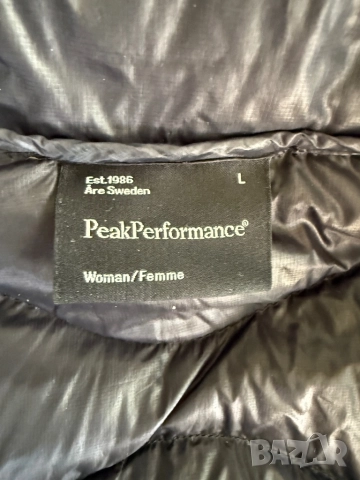 Est.1986 L
Åre Sweden
PeakPerformance®
Woman/Femme
BAZAR